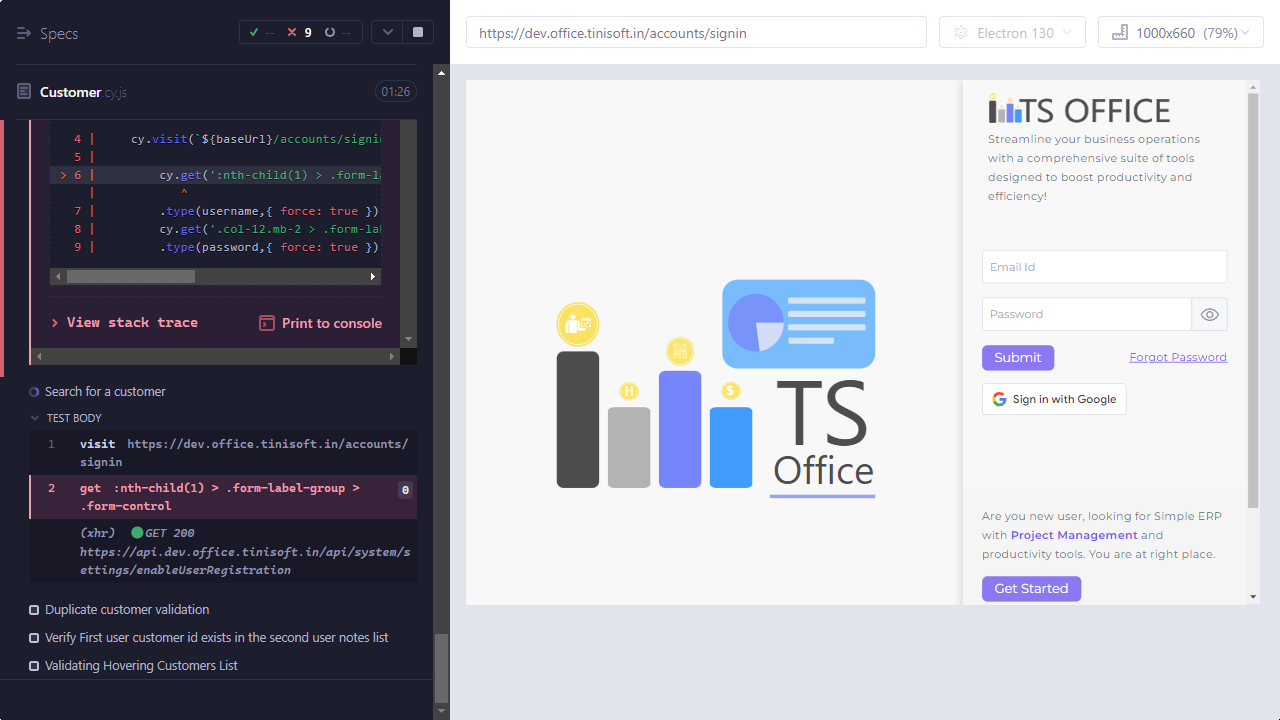 Specs
-- 9 --
Customer.cy.js
01:26
4 | cy.visit(`${baseUrl}/accounts/signin
5 |
> 6 | cy.get(':nth-child(1) > .form-la
| ^
7 | .type(username,{ force: true })
8 | cy.get('.col-12.mb-2 > .form-lab
9 | .type(password,{ force: true })
View stack trace
Print to console
Search for a customer
TEST BODY
1 visit https://dev.office.tinisoft.in/accounts/
signin
2 get :nth-child(1) > .form-label-group >
.form-control
0
(xhr) GET 200
https://api.dev.office.tinisoft.in/api/system/s
ettings/enableUserRegistration
Duplicate customer validation
Verify First user customer id exists in the second user notes list
Validating Hovering Customers List
https://dev.office.tinisoft.in/accounts/signin
Electron 130
1000x660 (79%)
H
$
TS
Office
TS OFFICE
Streamline your business operations
with a comprehensive suite of tools
designed to boost productivity and
efficiency!
Email Id
Password
Submit
Forgot Password
Sign in with Google
Are you new user, looking for Simple ERP
with Project Management and
productivity tools. You are at right place.
Get Started